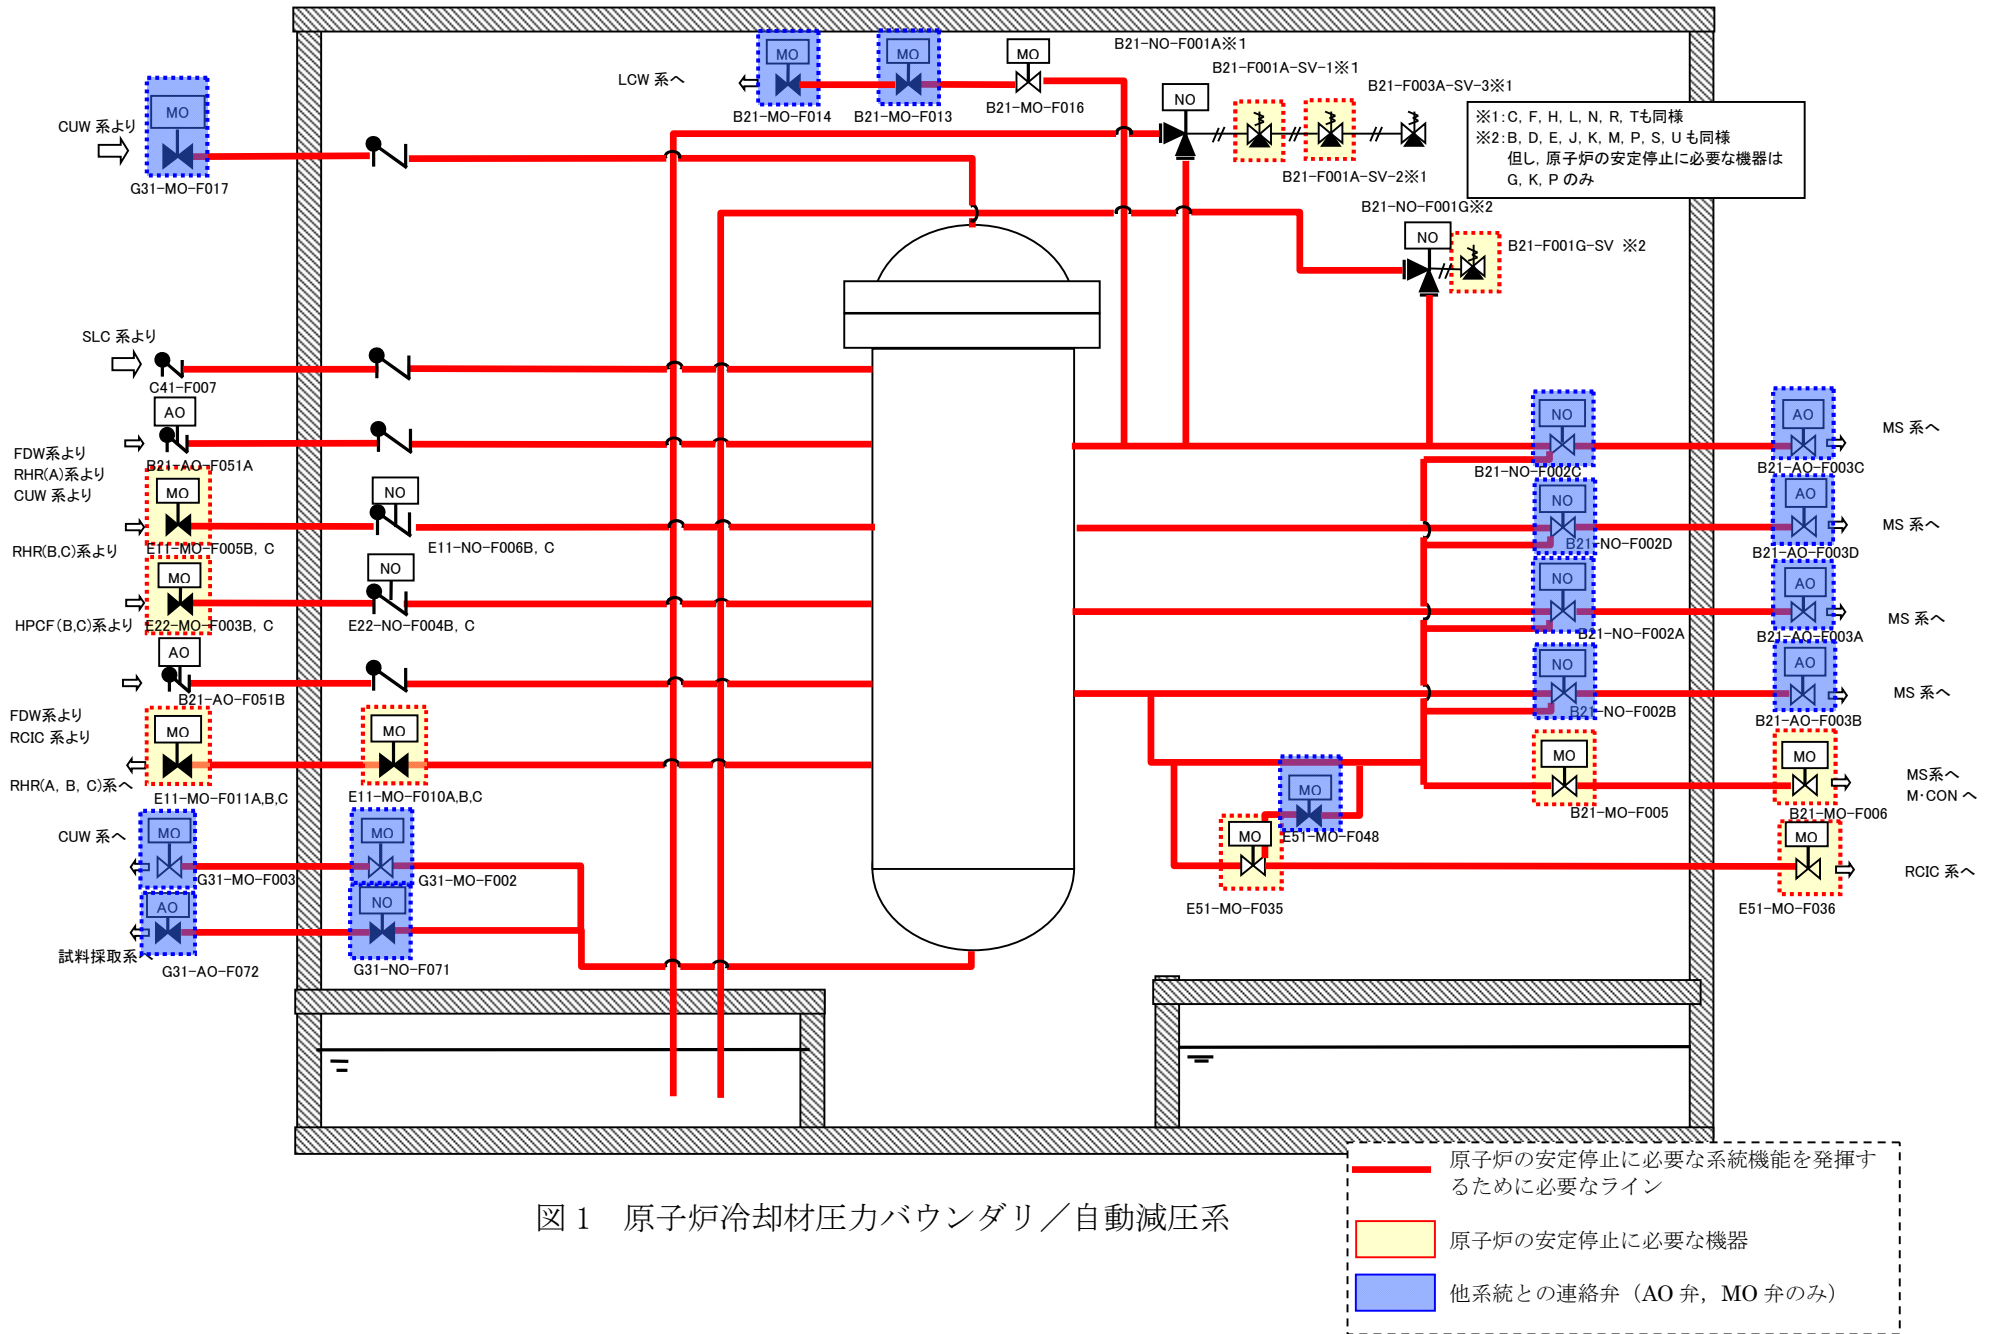 B21-NO-F001A※1
LCW 系へ
MO
MO
MO
B21-MO-F014
B21-MO-F013
B21-MO-F016
B21-F001A-SV-1※1
B21-F003A-SV-3※1
NO
B21-F001A-SV-2※1
※1:C, F, H, L, N, R, Tも同様
※2:B, D, E, J, K, M, P, S, U も同様
但し, 原子炉の安定停止に必要な機器は
G, K, P のみ
MO
CUW 系より
G31-MO-F017
B21-NO-F001G※2
NO
B21-F001G-SV ※2
SLC 系より
C41-F007
AO
FDW系より
RHR(A)系より
CUW 系より
B21-AO-F051A
MO
NO
RHR(B,C)系より
E11-MO-F005B, C
E11-NO-F006B, C
MO
NO
HPCF(B,C)系より
E22-MO-F003B, C
E22-NO-F004B, C
AO
B21-AO-F051B
FDW系より
RCIC 系より
MO
MO
RHR(A, B, C)系へ
E11-MO-F011A,B,C
E11-MO-F010A,B,C
CUW 系へ
MO
MO
G31-MO-F003
G31-MO-F002
AO
NO
試料採取系へ
G31-AO-F072
G31-NO-F071
NO
AO
MS 系へ
B21-NO-F002C
B21-AO-F003C
NO
AO
MS 系へ
B21-NO-F002D
B21-AO-F003D
NO
AO
MS 系へ
B21-NO-F002A
B21-AO-F003A
NO
AO
MS 系へ
B21-NO-F002B
B21-AO-F003B
MO
MO
MS系へ
M・CON へ
B21-MO-F005
B21-MO-F006
MO
E51-MO-F048
MO
MO
RCIC 系へ
E51-MO-F035
E51-MO-F036
図 1 原子炉冷却材圧力バウンダリ／自動減圧系
原子炉の安定停止に必要な系統機能を発揮す
るために必要なライン
原子炉の安定停止に必要な機器
他系統との連絡弁（AO 弁，MO 弁のみ）